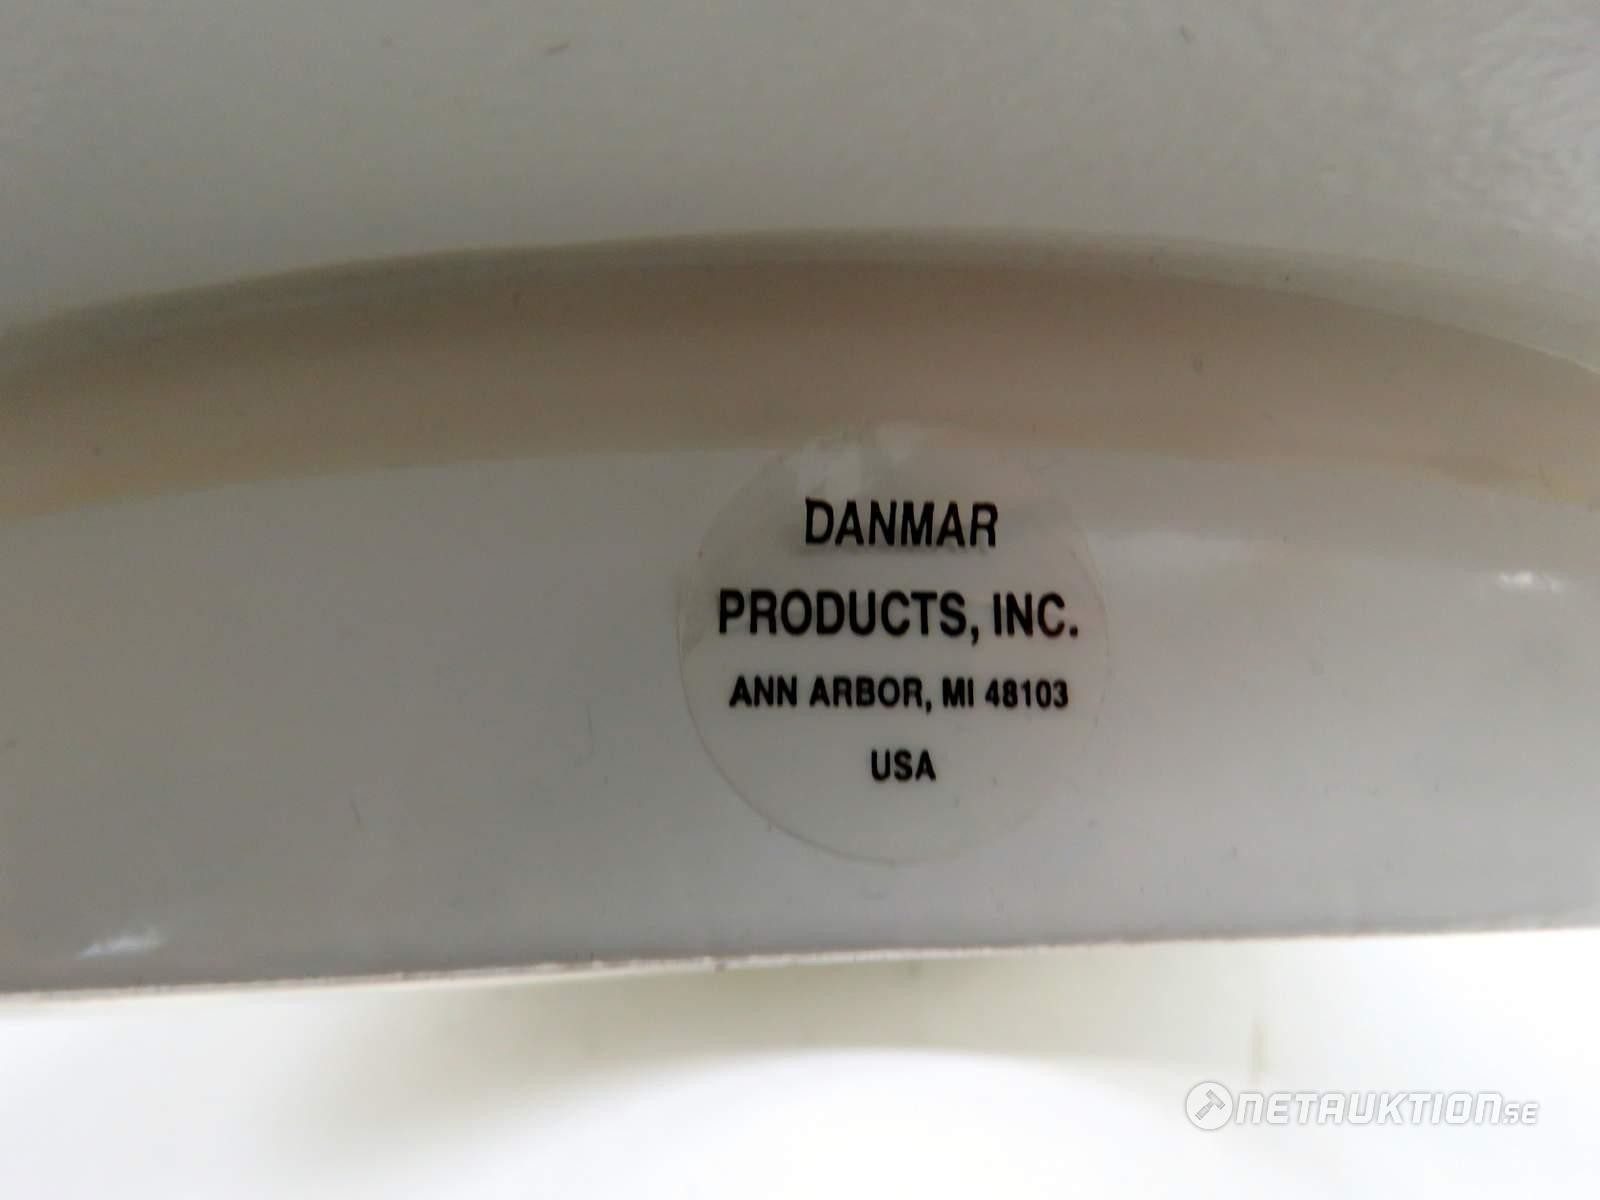 DANMAR
PRODUCTS, INC.
ANN ARBOR, MI 48103
USA
NETAUKTION.SE